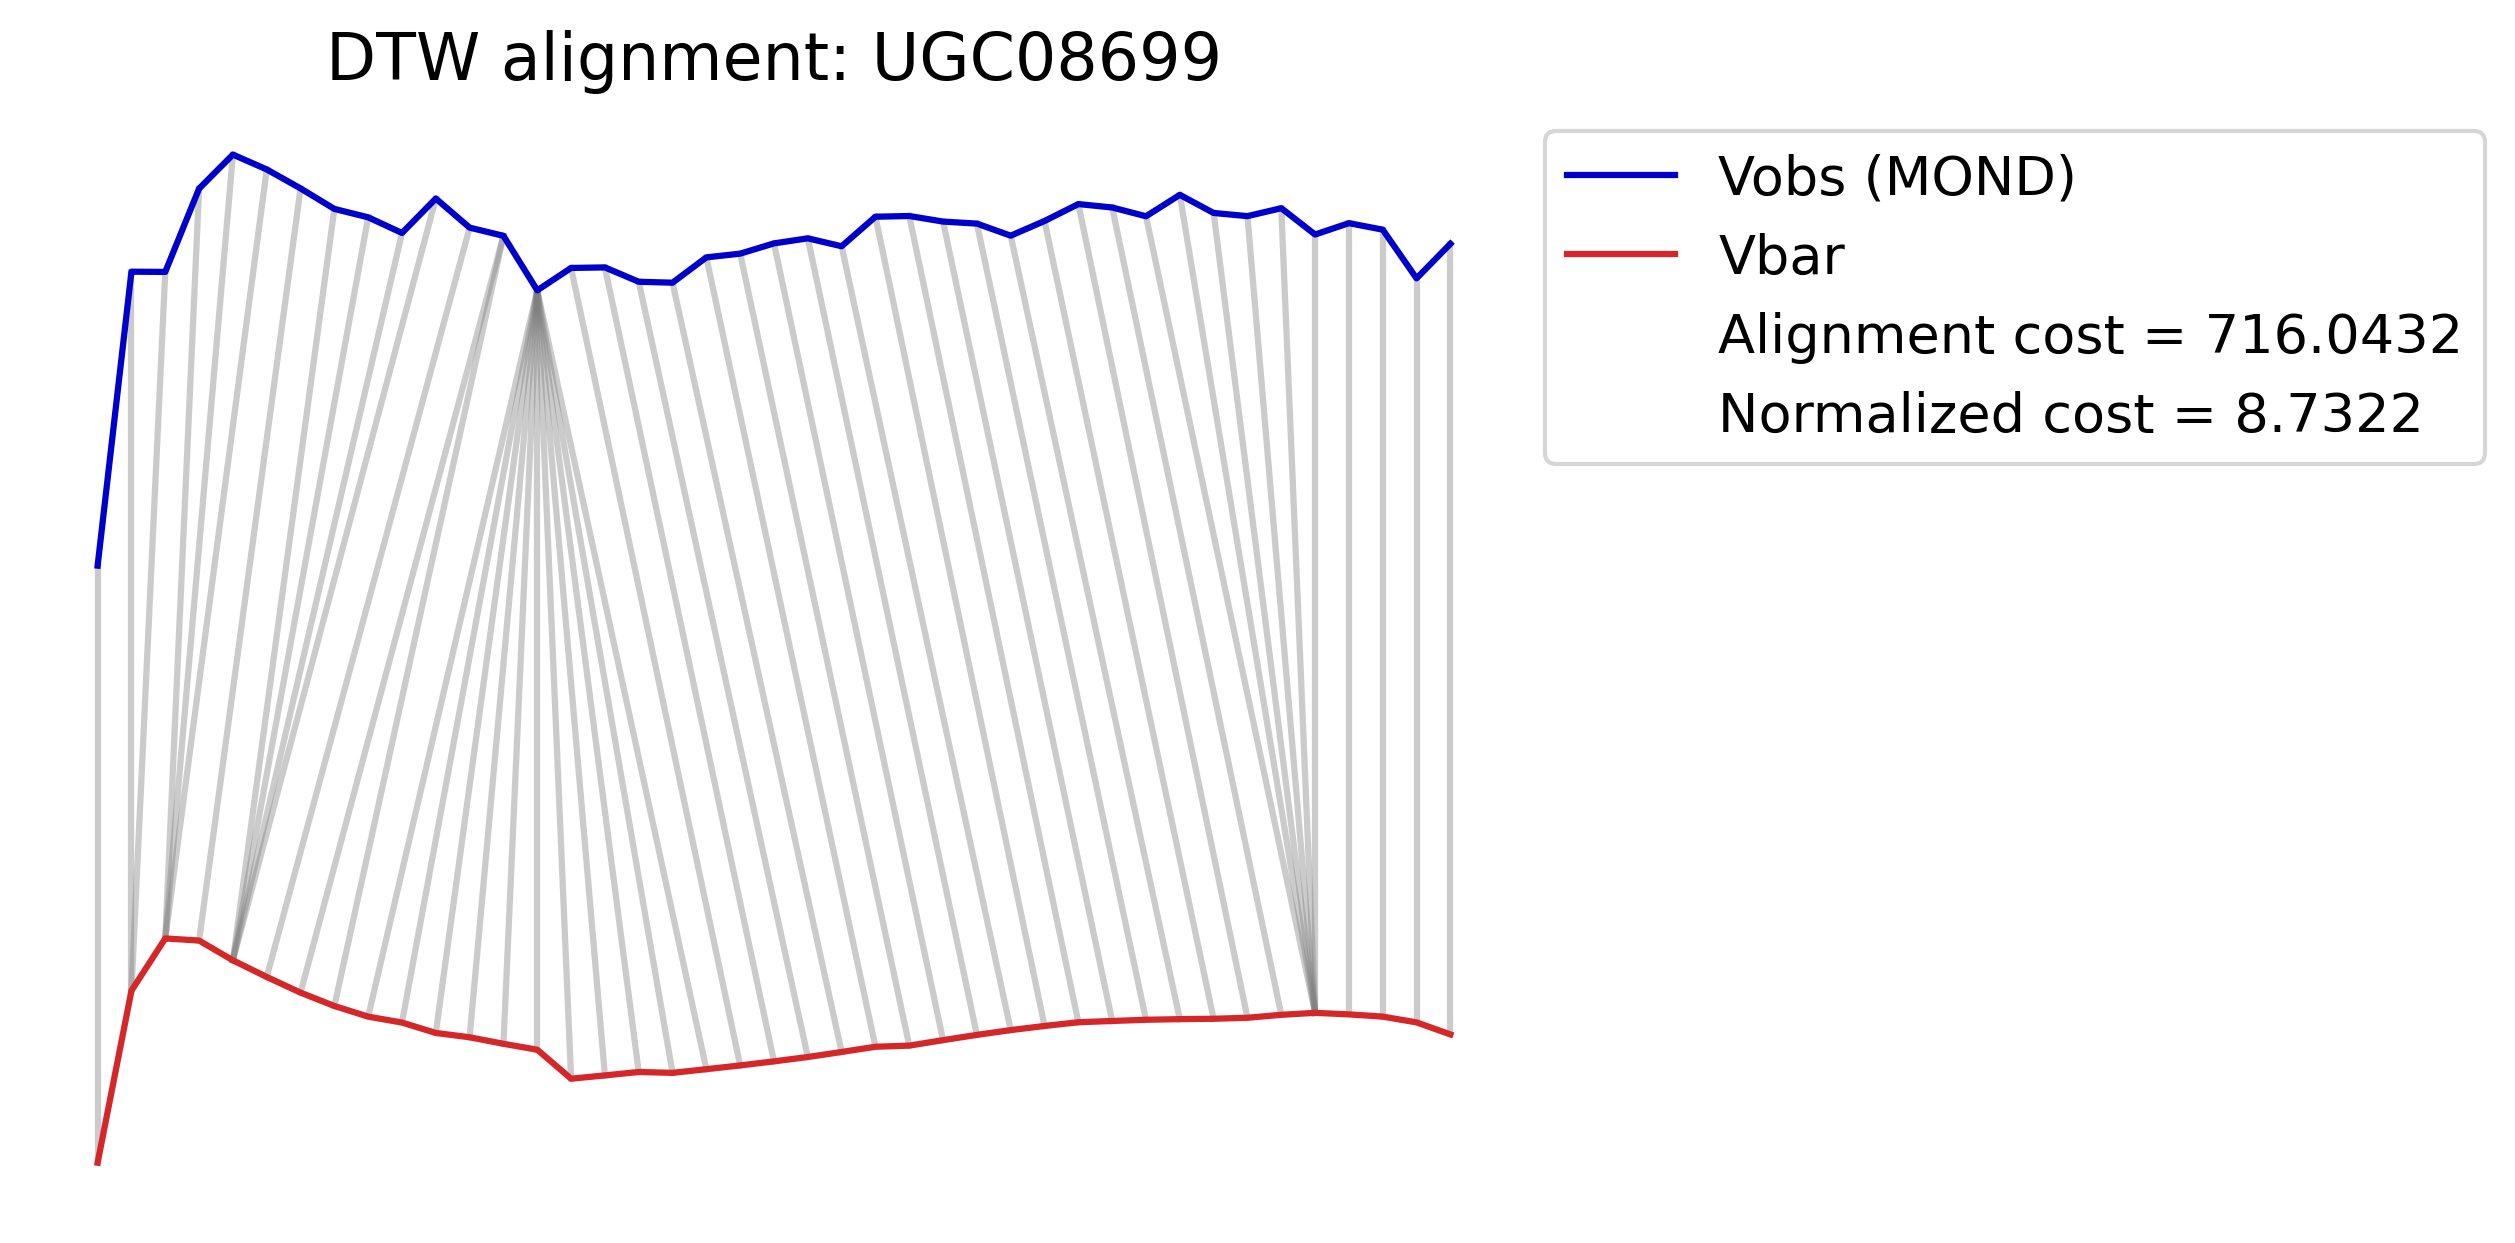 DTW alignment: UGC08699
Vobs (MOND)
Vbar
Alignment cost = 716.0432
Normalized cost = 8.7322